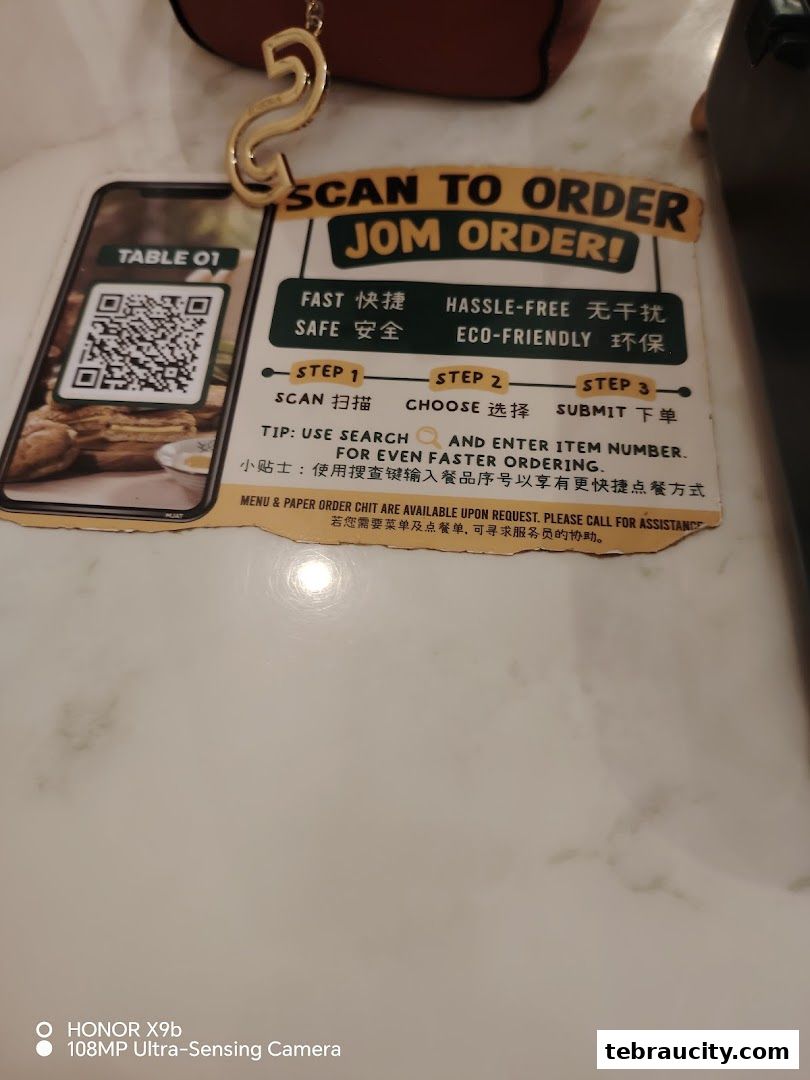 SCAN TO ORDER
JOM ORDER!
TABLE 01
FAST 快捷 HASSLE-FREE 无干扰
SAFE 安全 ECO-FRIENDLY 环保
STEP 1 STEP 2 STEP 3
SCAN 扫描 CHOOSE 选择 SUBMIT 下单
TIP: USE SEARCH AND ENTER ITEM NUMBER.
FOR EVEN FASTER ORDERING.
小贴士：使用搜查键输入餐品序号以享有更快捷点餐方式
MENU & PAPER ORDER CHIT ARE AVAILABLE UPON REQUEST. PLEASE CALL FOR ASSISTANCE
若您需要菜单及点餐单, 可寻求服务员的协助。
MJAT
HONOR X9b
108MP Ultra-Sensing Camera
tebraucity.com